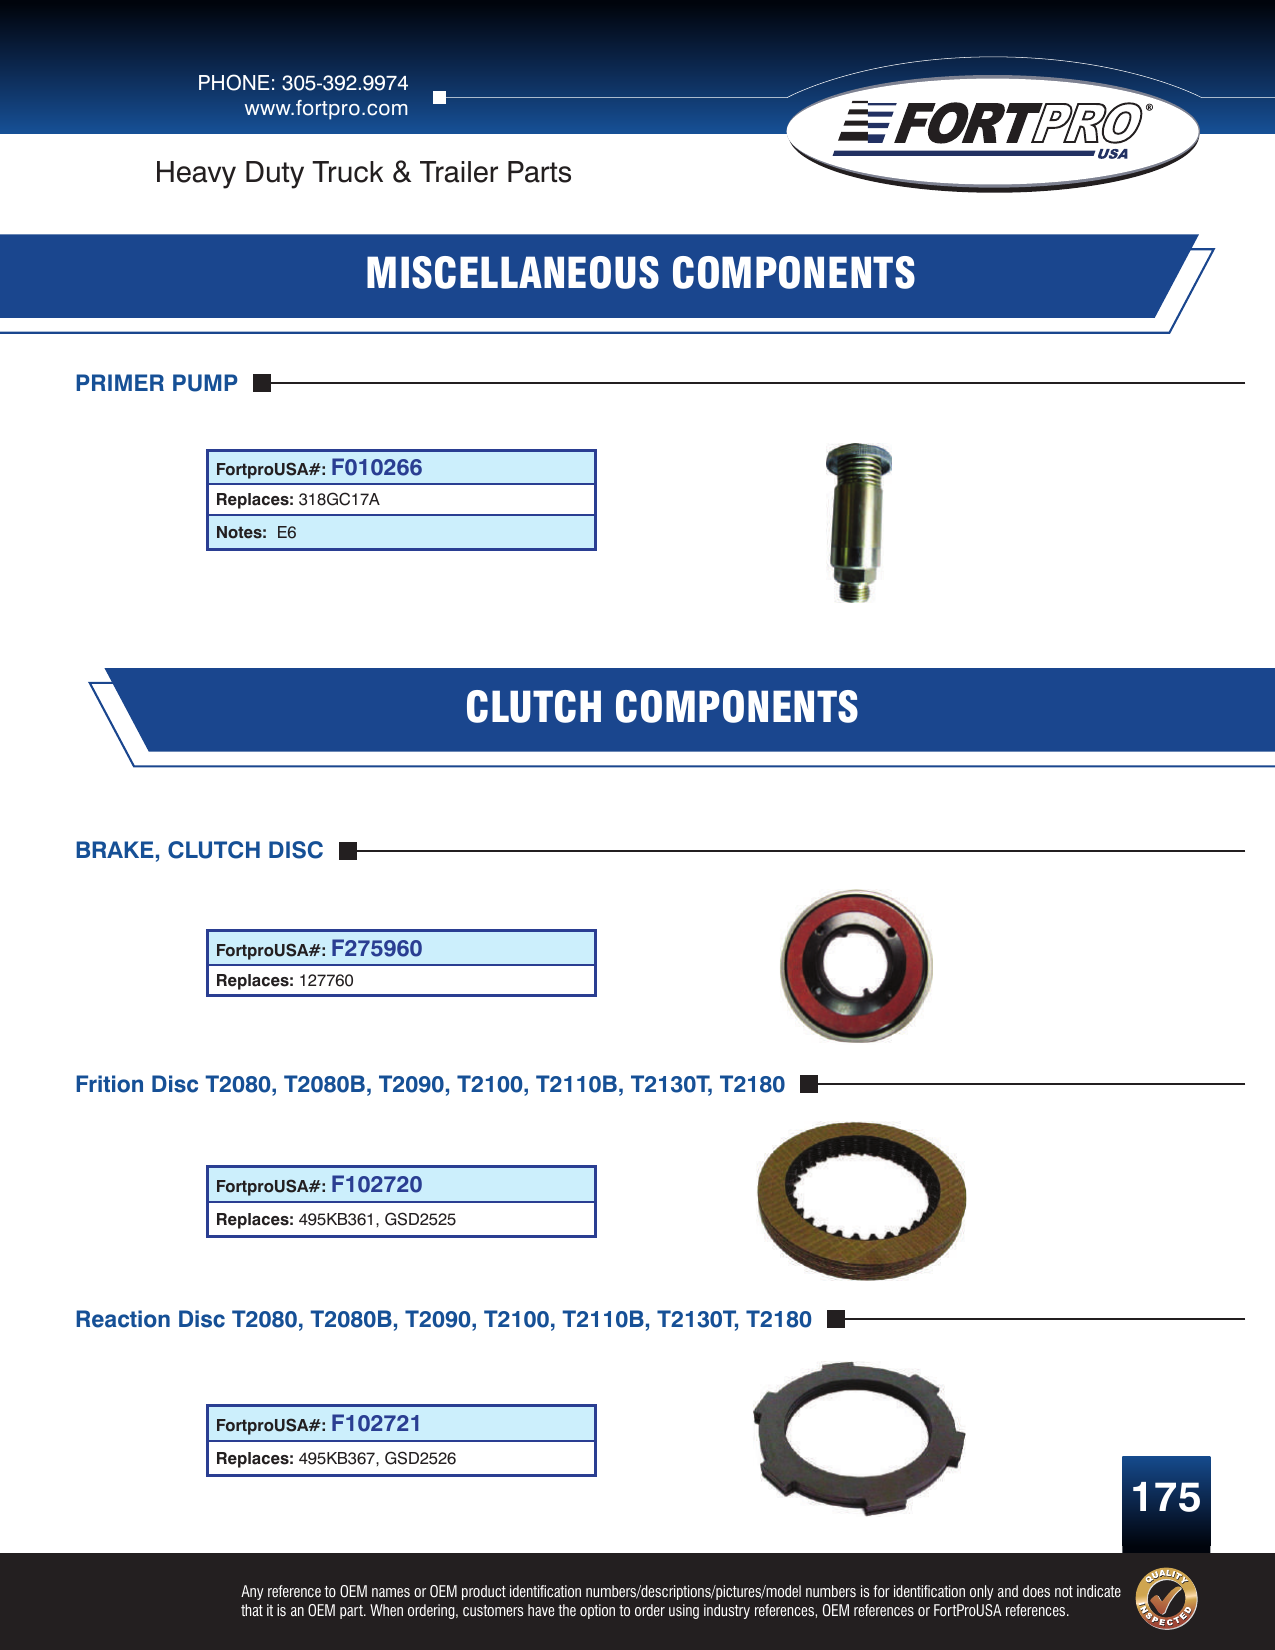 PHONE: 305-392.9974
www.fortpro.com
FORTPRO®
USA
Heavy Duty Truck & Trailer Parts
MISCELLANEOUS COMPONENTS
PRIMER PUMP
FortproUSA#: F010266
Replaces: 318GC17A
Notes: E6
CLUTCH COMPONENTS
BRAKE, CLUTCH DISC
FortproUSA#: F275960
Replaces: 127760
Frition Disc T2080, T2080B, T2090, T2100, T2110B, T2130T, T2180
FortproUSA#: F102720
Replaces: 495KB361, GSD2525
Reaction Disc T2080, T2080B, T2090, T2100, T2110B, T2130T, T2180
FortproUSA#: F102721
Replaces: 495KB367, GSD2526
175
Any reference to OEM names or OEM product identification numbers/descriptions/pictures/model numbers is for identification only and does not indicate
that it is an OEM part. When ordering, customers have the option to order using industry references, OEM references or FortProUSA references.
QUALITY
INSPECTED